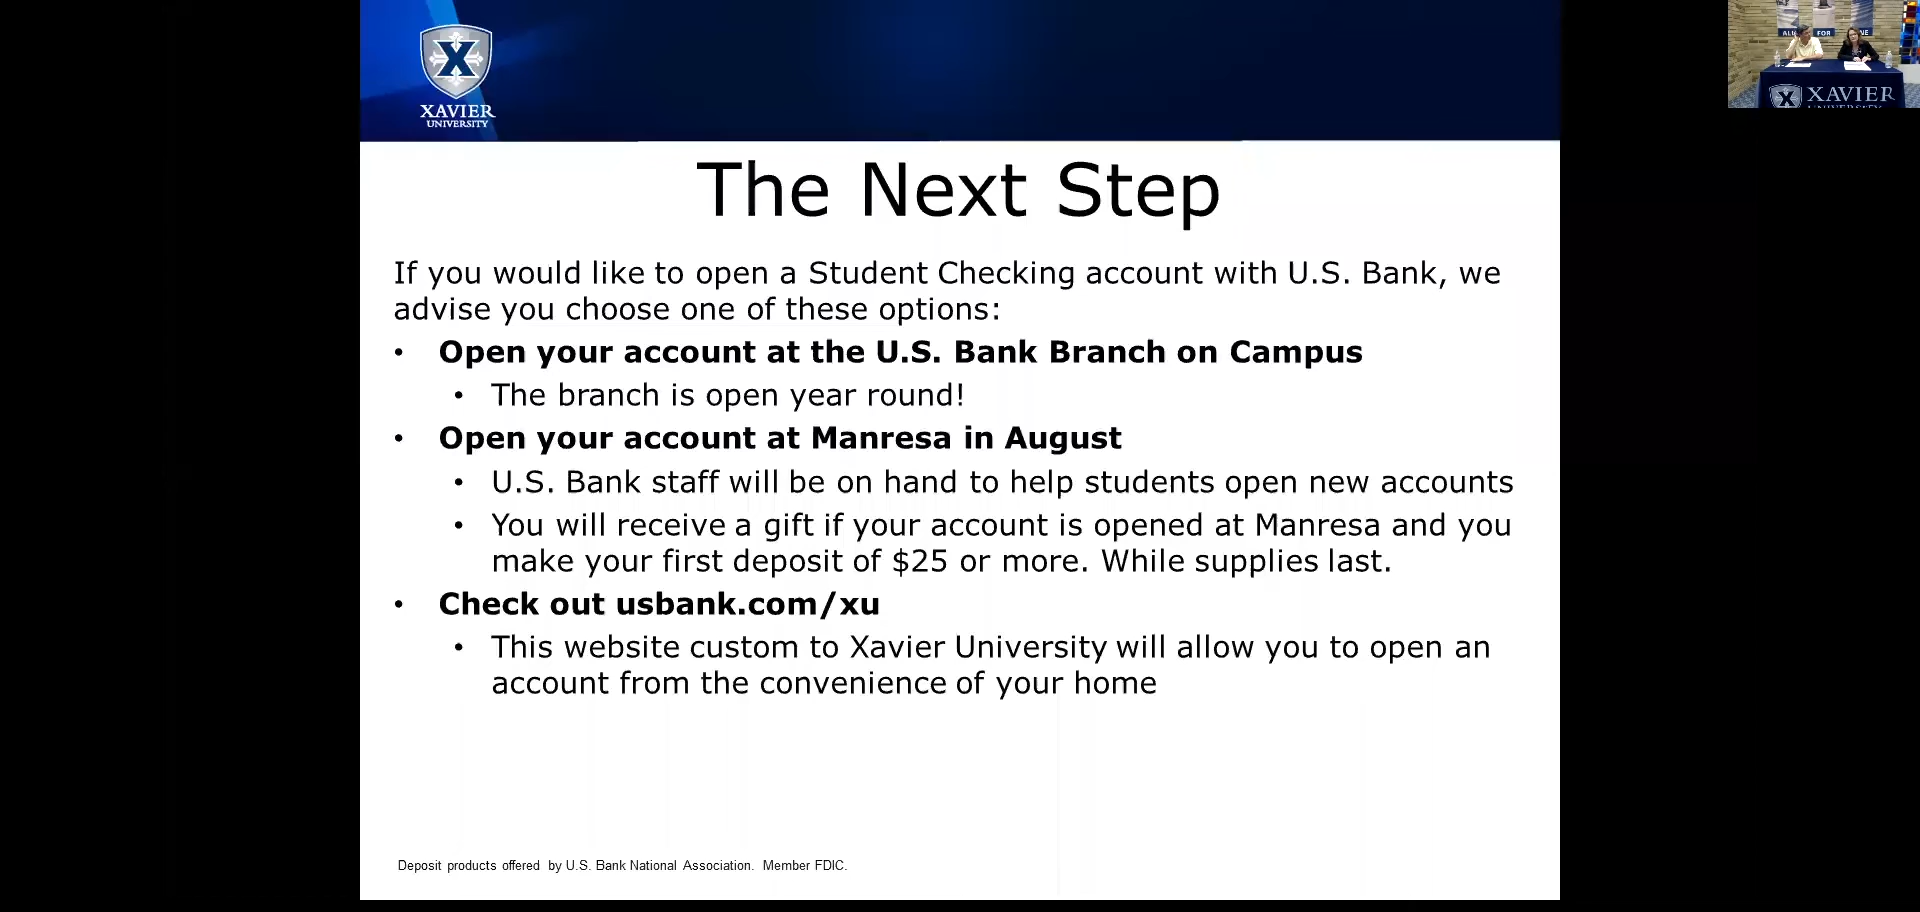 XAVIER
UNIVERSITY
ALL FOR ONE
XAVIER
The Next Step
If you would like to open a Student Checking account with U.S. Bank, we
advise you choose one of these options:
• Open your account at the U.S. Bank Branch on Campus
• The branch is open year round!
• Open your account at Manresa in August
• U.S. Bank staff will be on hand to help students open new accounts
• You will receive a gift if your account is opened at Manresa and you
make your first deposit of $25 or more. While supplies last.
• Check out usbank.com/xu
• This website custom to Xavier University will allow you to open an
account from the convenience of your home
Deposit products offered by U.S. Bank National Association. Member FDIC.